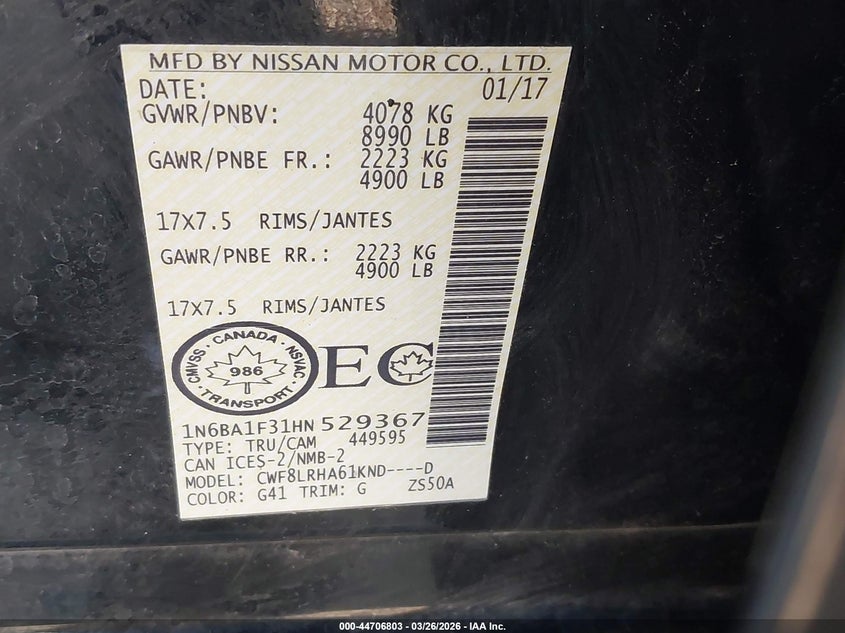 MFD BY NISSAN MOTOR CO., LTD.
DATE: 01/17
GVWR/PNBV: 4078 KG
8990 LB
GAWR/PNBE FR.: 2223 KG
4900 LB
17X7.5 RIMS/JANTES
GAWR/PNBE RR.: 2223 KG
4900 LB
17X7.5 RIMS/JANTES
CANADA · NSVAC · TRANSPORT · CMVSS
986
EC
1N6BA1F31HN 529367
TYPE: TRU/CAM 449595
CAN ICES-2/NMB-2
MODEL: CWF8LRHA61KND----D
COLOR: G41 TRIM: G ZS50A
000-44706803 - 03/26/2026 - IAA Inc.